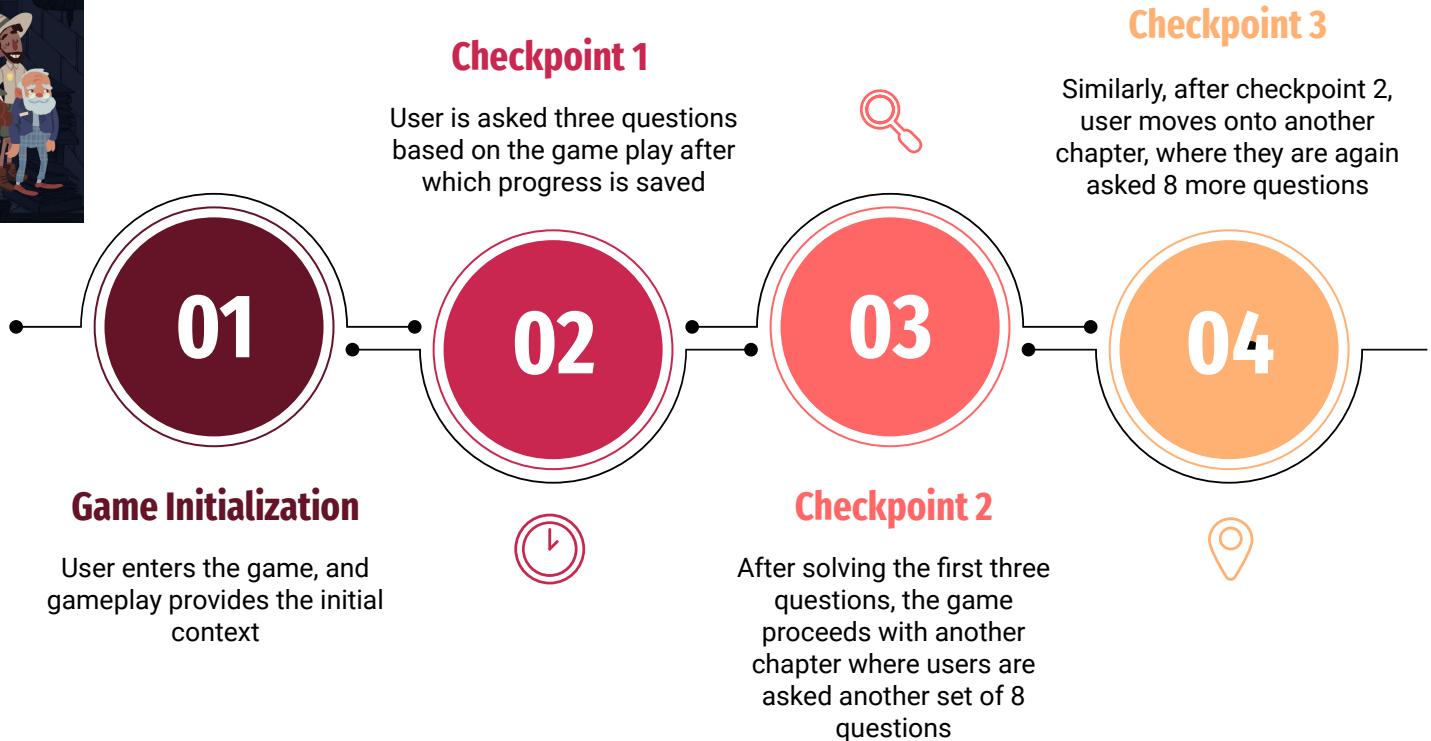 01
Game Initialization
User enters the game, and
gameplay provides the initial
context
Checkpoint 1
User is asked three questions
based on the game play after
which progress is saved
02
03
Checkpoint 2
After solving the first three
questions, the game
proceeds with another
chapter where users are
asked another set of 8
questions
Checkpoint 3
Similarly, after checkpoint 2,
user moves onto another
chapter, where they are again
asked 8 more questions
04